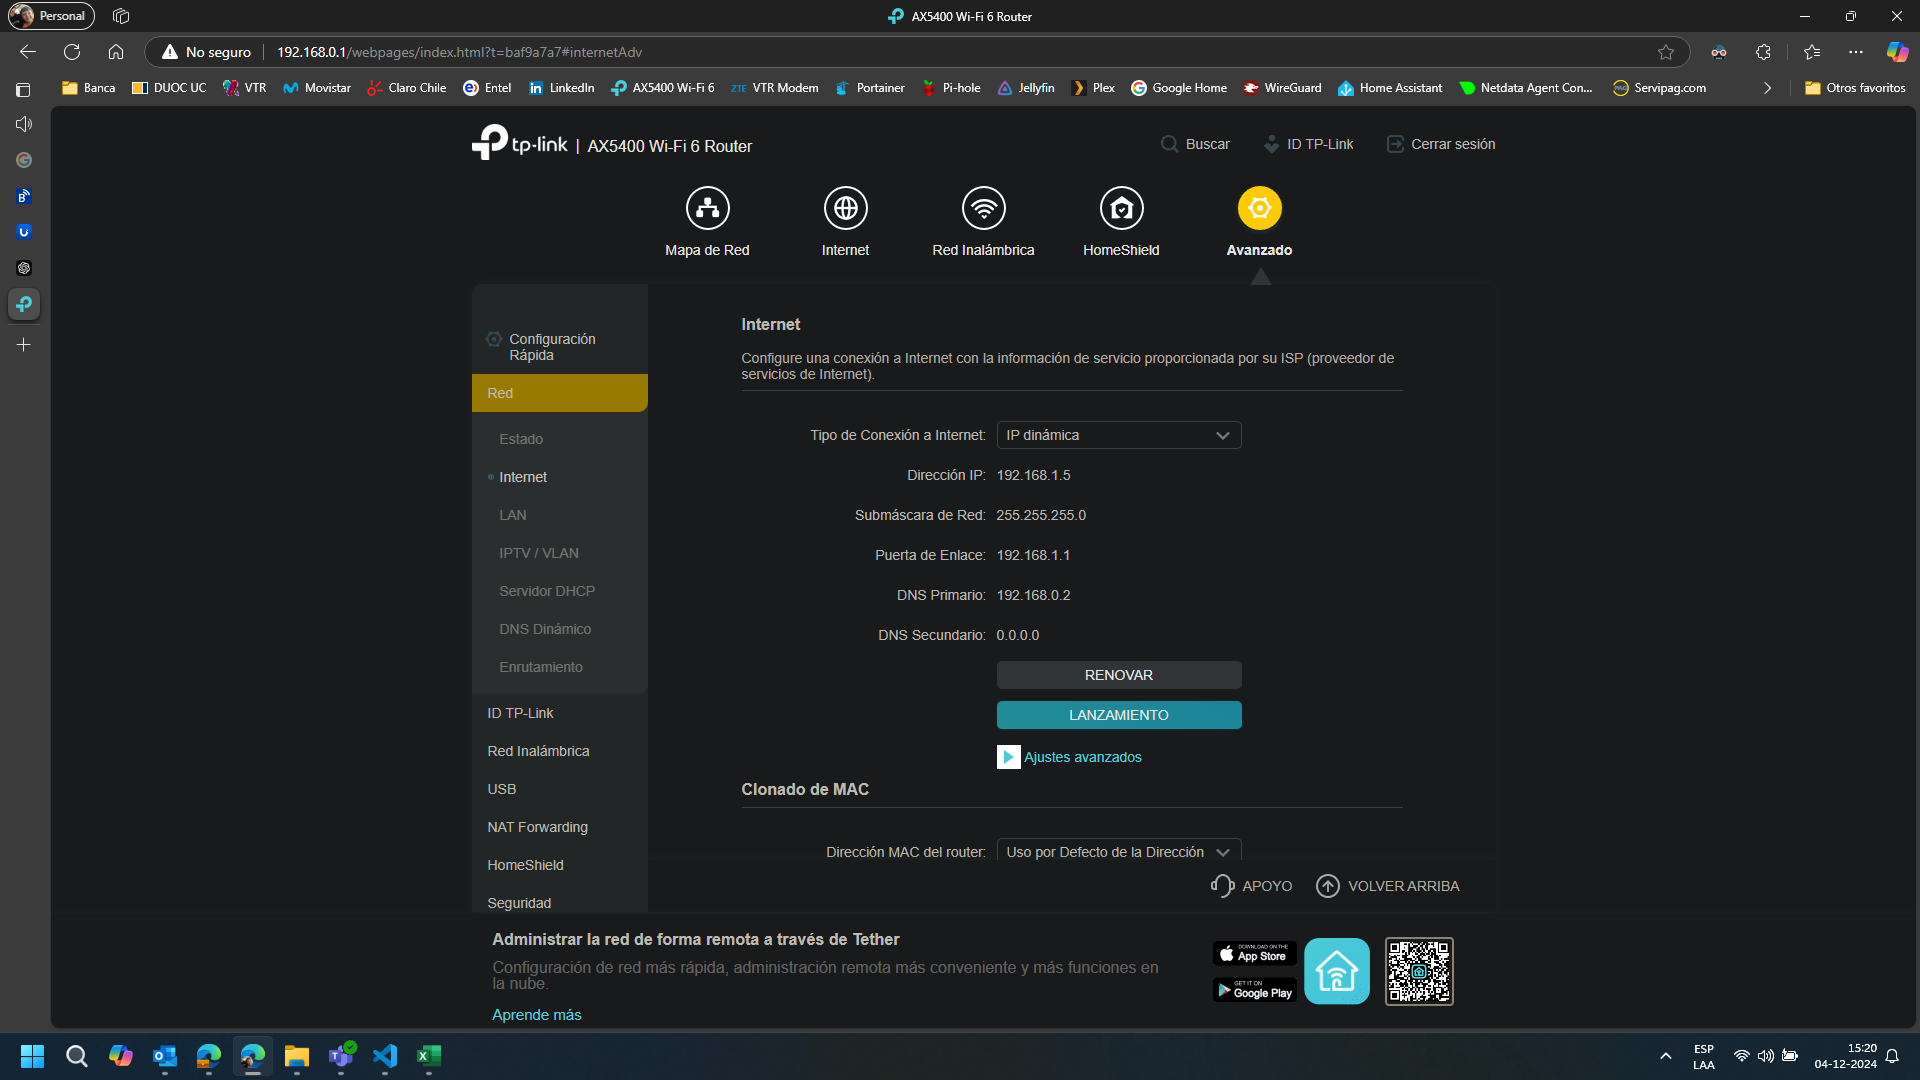 Personal
AX5400 Wi-Fi 6 Router
No seguro
192.168.0.1/webpages/index.html?t=baf9a7a7#internetAdv
Banca
DUOC UC
VTR
Movistar
Claro Chile
Entel
LinkedIn
AX5400 Wi-Fi 6
ZTE VTR Modem
Portainer
Pi-hole
Jellyfin
Plex
Google Home
WireGuard
Home Assistant
Netdata Agent Con...
Servipag.com
Otros favoritos
tp-link | AX5400 Wi-Fi 6 Router
Buscar
ID TP-Link
Cerrar sesión
Mapa de Red
Internet
Red Inalámbrica
HomeShield
Avanzado
Configuración
Rápida
Red
Estado
Internet
LAN
IPTV / VLAN
Servidor DHCP
DNS Dinámico
Enrutamiento
ID TP-Link
Red Inalámbrica
USB
NAT Forwarding
HomeShield
Seguridad
Internet
Configure una conexión a Internet con la información de servicio proporcionada por su ISP (proveedor de
servicios de Internet).
Tipo de Conexión a Internet: IP dinámica
Dirección IP: 192.168.1.5
Submáscara de Red: 255.255.255.0
Puerta de Enlace: 192.168.1.1
DNS Primario: 192.168.0.2
DNS Secundario: 0.0.0.0
RENOVAR
LANZAMIENTO
Ajustes avanzados
Clonado de MAC
Dirección MAC del router: Uso por Defecto de la Dirección
APOYO
VOLVER ARRIBA
Administrar la red de forma remota a través de Tether
Configuración de red más rápida, administración remota más conveniente y más funciones en
la nube.
Aprende más
DOWNLOAD ON THE
App Store
GET IT ON
Google Play
ESP
LAA
15:20
04-12-2024